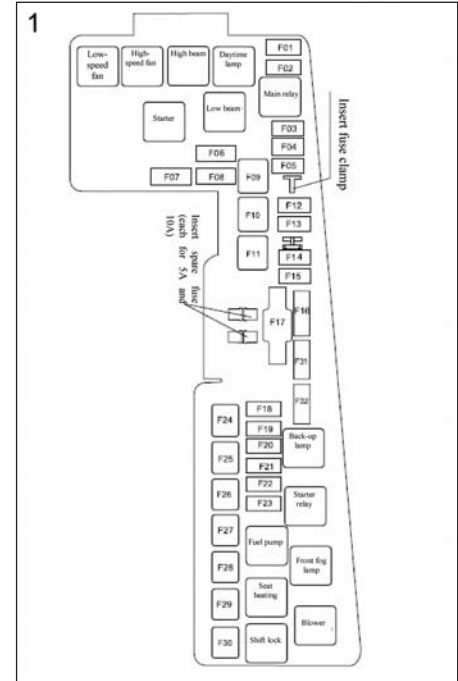 1
Low-
speed
fan
High-
speed fan
High beam
Daytime
lamp
F01
F02
Main relay
Starter
Low beam
F03
F04
F05
Insert fuse clamp
F06
F07
F08
F09
F10
F11
F12
F13
F14
F15
Insert spare fuse
(each for 5A and
10A)
F16
F17
F31
F32
F18
F19
F20
F21
F22
F23
F24
F25
F26
F27
F28
F29
F30
Back-up
lamp
Starter
relay
Fuel pump
Front fog
lamp
Seat
heating
Blower
Shift lock